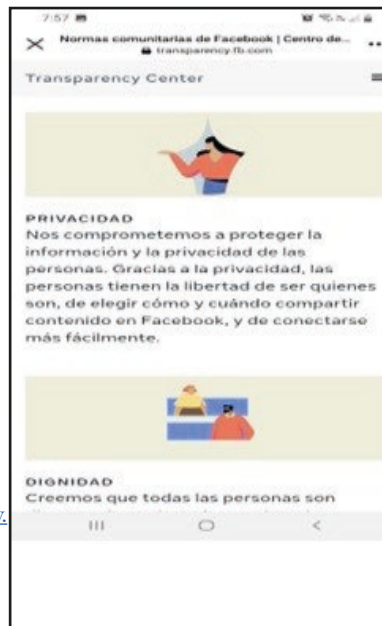 7:57
Normas comunitarias de Facebook | Centro de...
transparency.fb.com
Transparency Center
PRIVACIDAD
Nos comprometemos a proteger la
información y la privacidad de las
personas. Gracias a la privacidad, las
personas tienen la libertad de ser quienes
son, de elegir cómo y cuándo compartir
contenido en Facebook, y de conectarse
más fácilmente.
DIGNIDAD
Creemos que todas las personas son